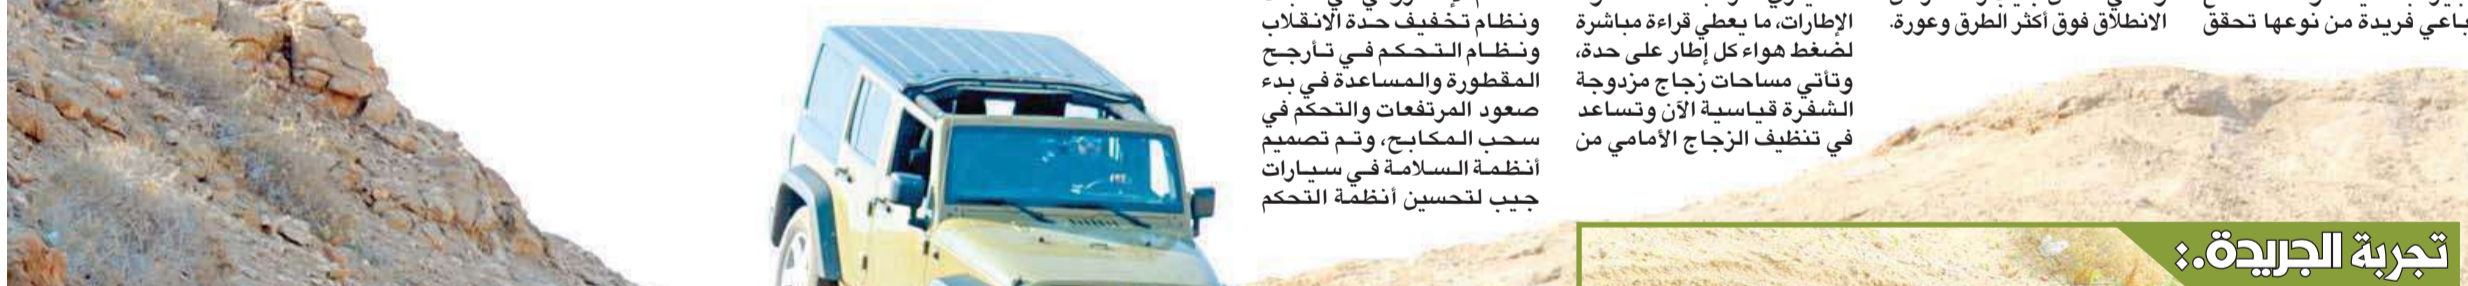 باعي فريدة من نوعها تحقق
الانطلاق فوق أكثر الطرق وعورة.
الإطارات، ما يعطي قراءة مباشرة
لضغط هواء كل إطار على حدة،
وتأتي مساحات زجاج مزدوجة
الشفرة قياسية الآن وتساعد
في تنظيف الزجاج الأمامي من
ونظام تخفيف حدة الانقلاب
ونظام التحكم في تأرجح
المقطورة والمساعدة في بدء
صعود المرتفعات والتحكم في
سحب المكابح، وتم تصميم
أنظمة السلامة في سيارات
جيب لتحسين أنظمة التحكم
تجربة الجريدة.: